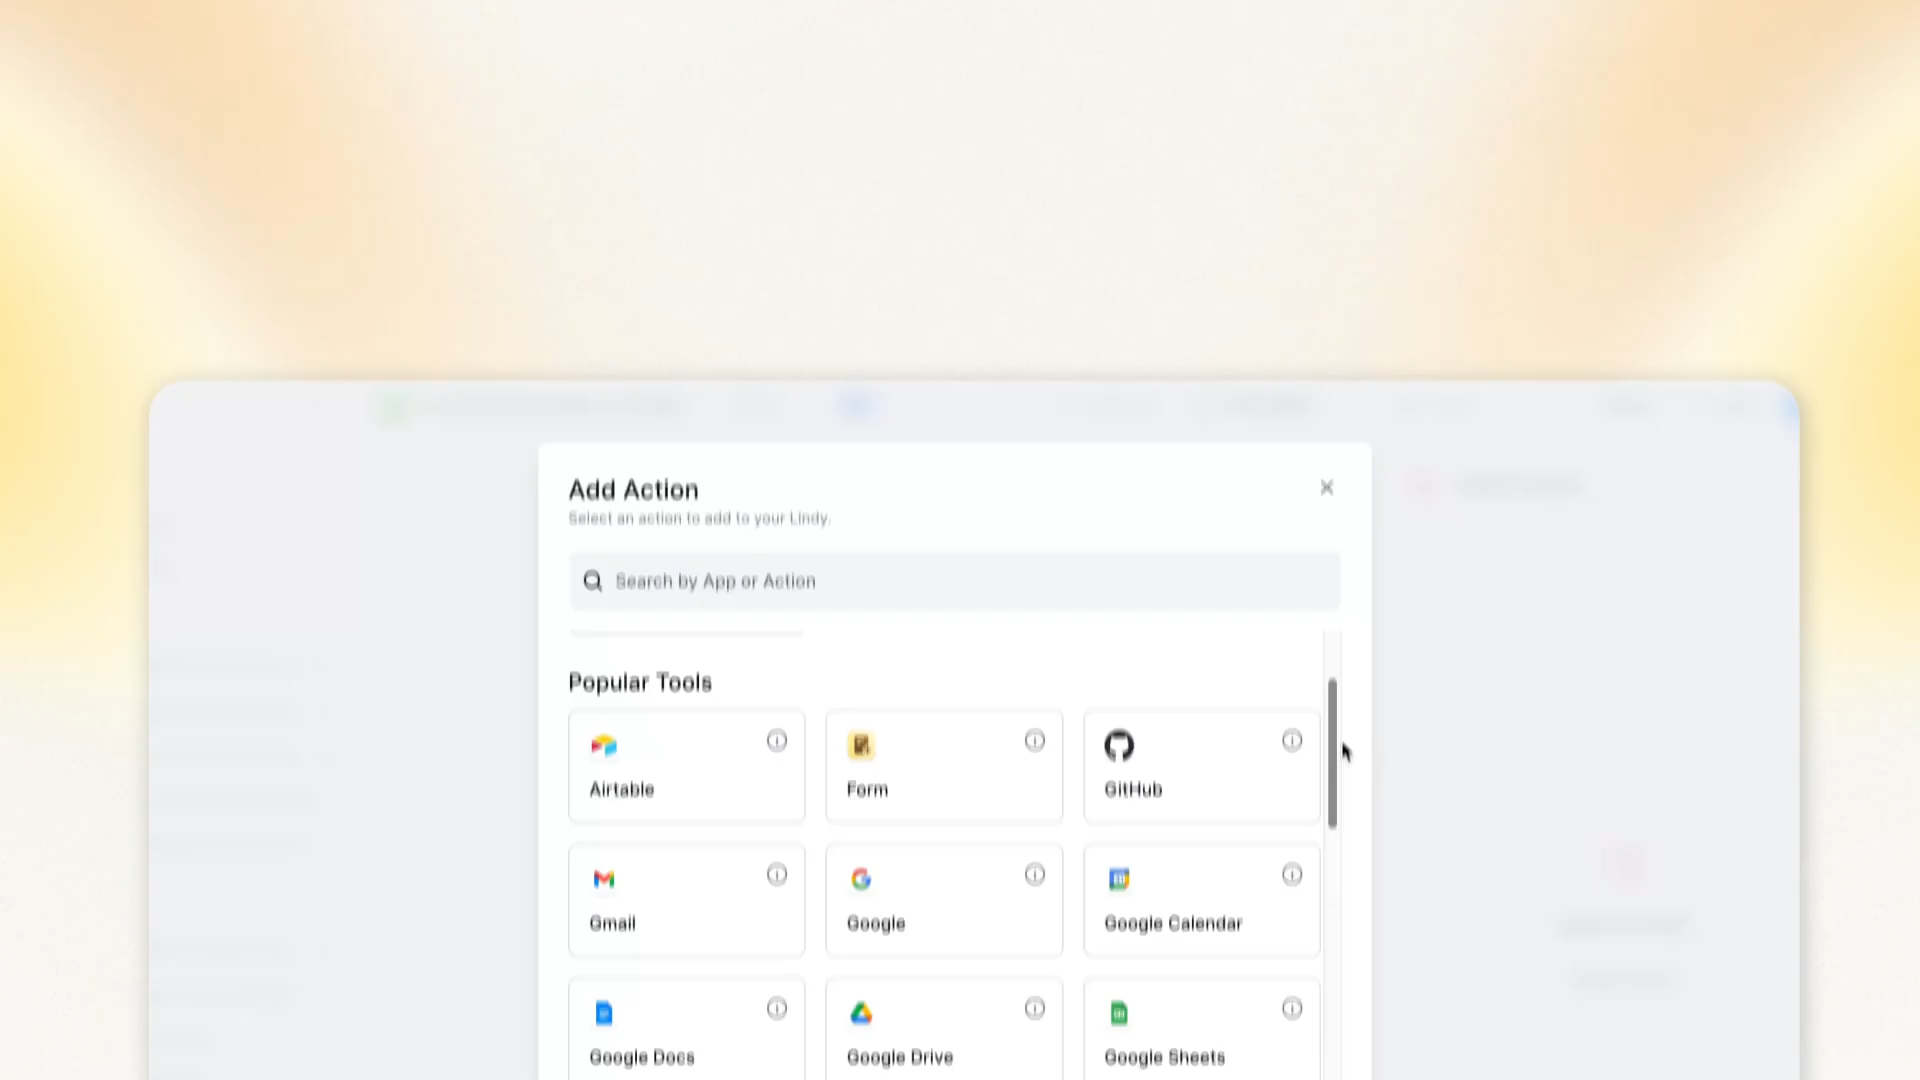 Add Action
Select an action to add to your Lindy.
Search by App or Action
Popular Tools
Airtable
Form
GitHub
Gmail
Google
Google Calendar
Google Docs
Google Drive
Google Sheets